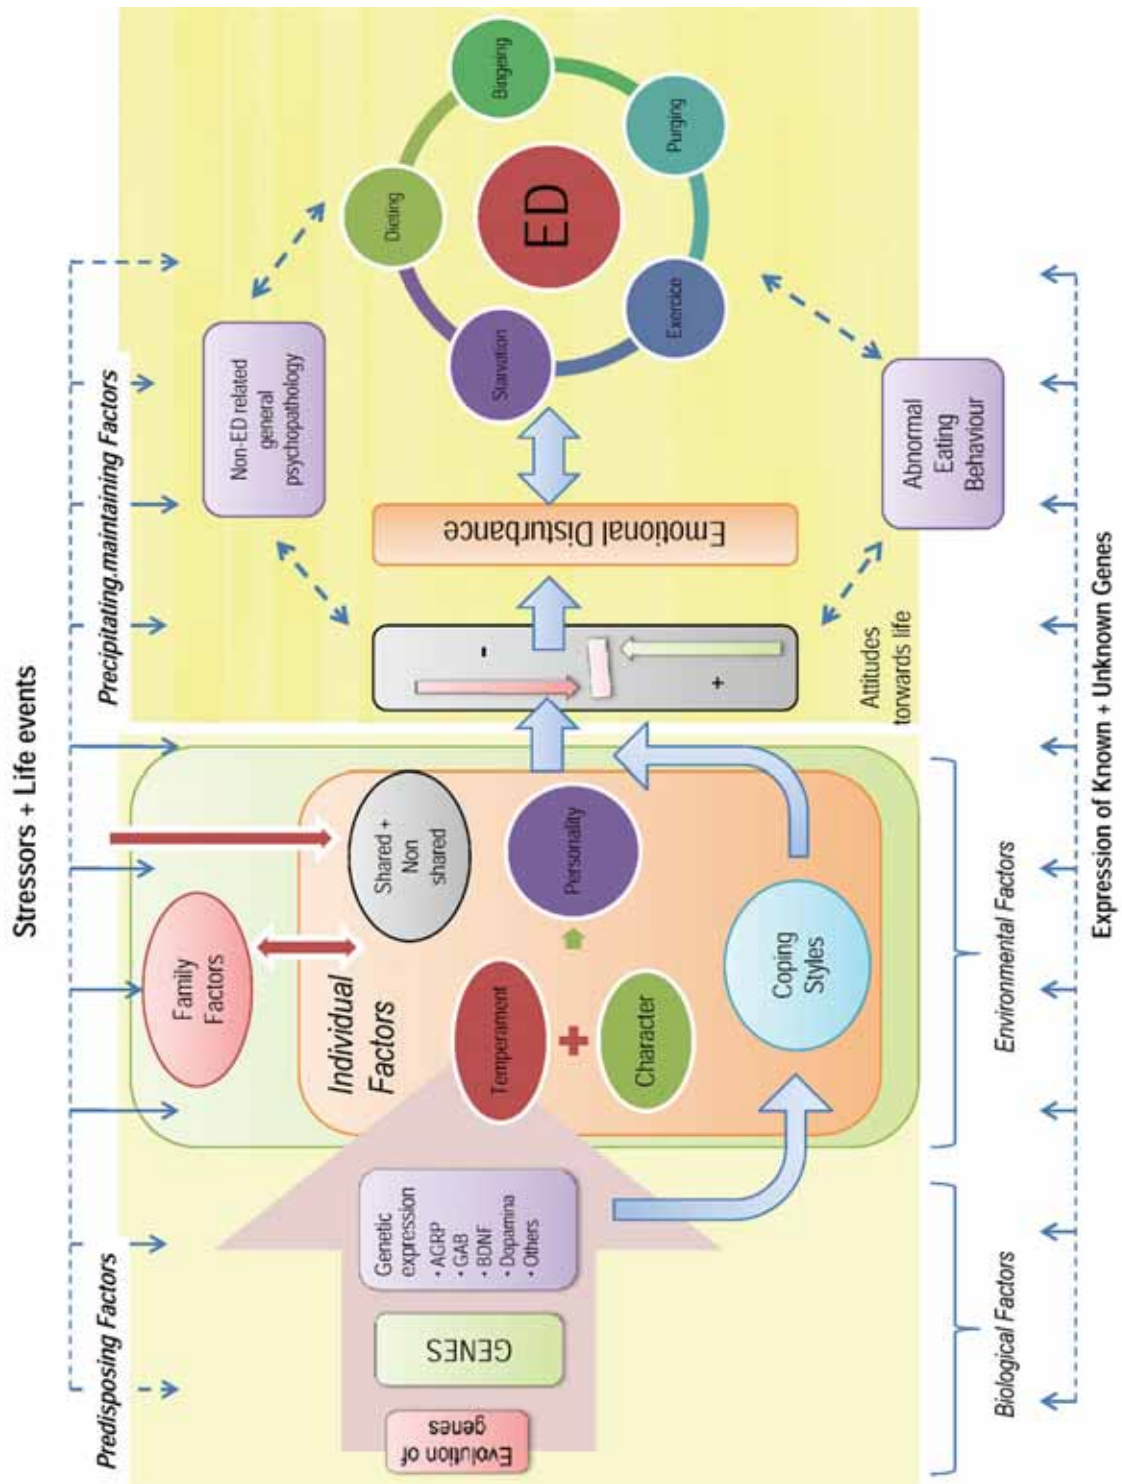 Stressors + Life events
Predisposing Factors
Precipitating.maintaining Factors
Evolution of
genes
GENES
Genetic
expression
• AGRP
• GAB
• BDNF
• Dopamina
• Others
Family
Factors
Individual
Factors
Shared +
Non
shared
Temperament
Character
Personality
Coping
Styles
-
+
Attitudes
torwards life
Emotional Disturbance
Non-ED related
general
psychopathology
Abnormal
Eating
Behaviour
ED
Dieting
Bingeing
Purging
Exercice
Starvation
Biological Factors
Environmental Factors
Expression of Known + Unknown Genes